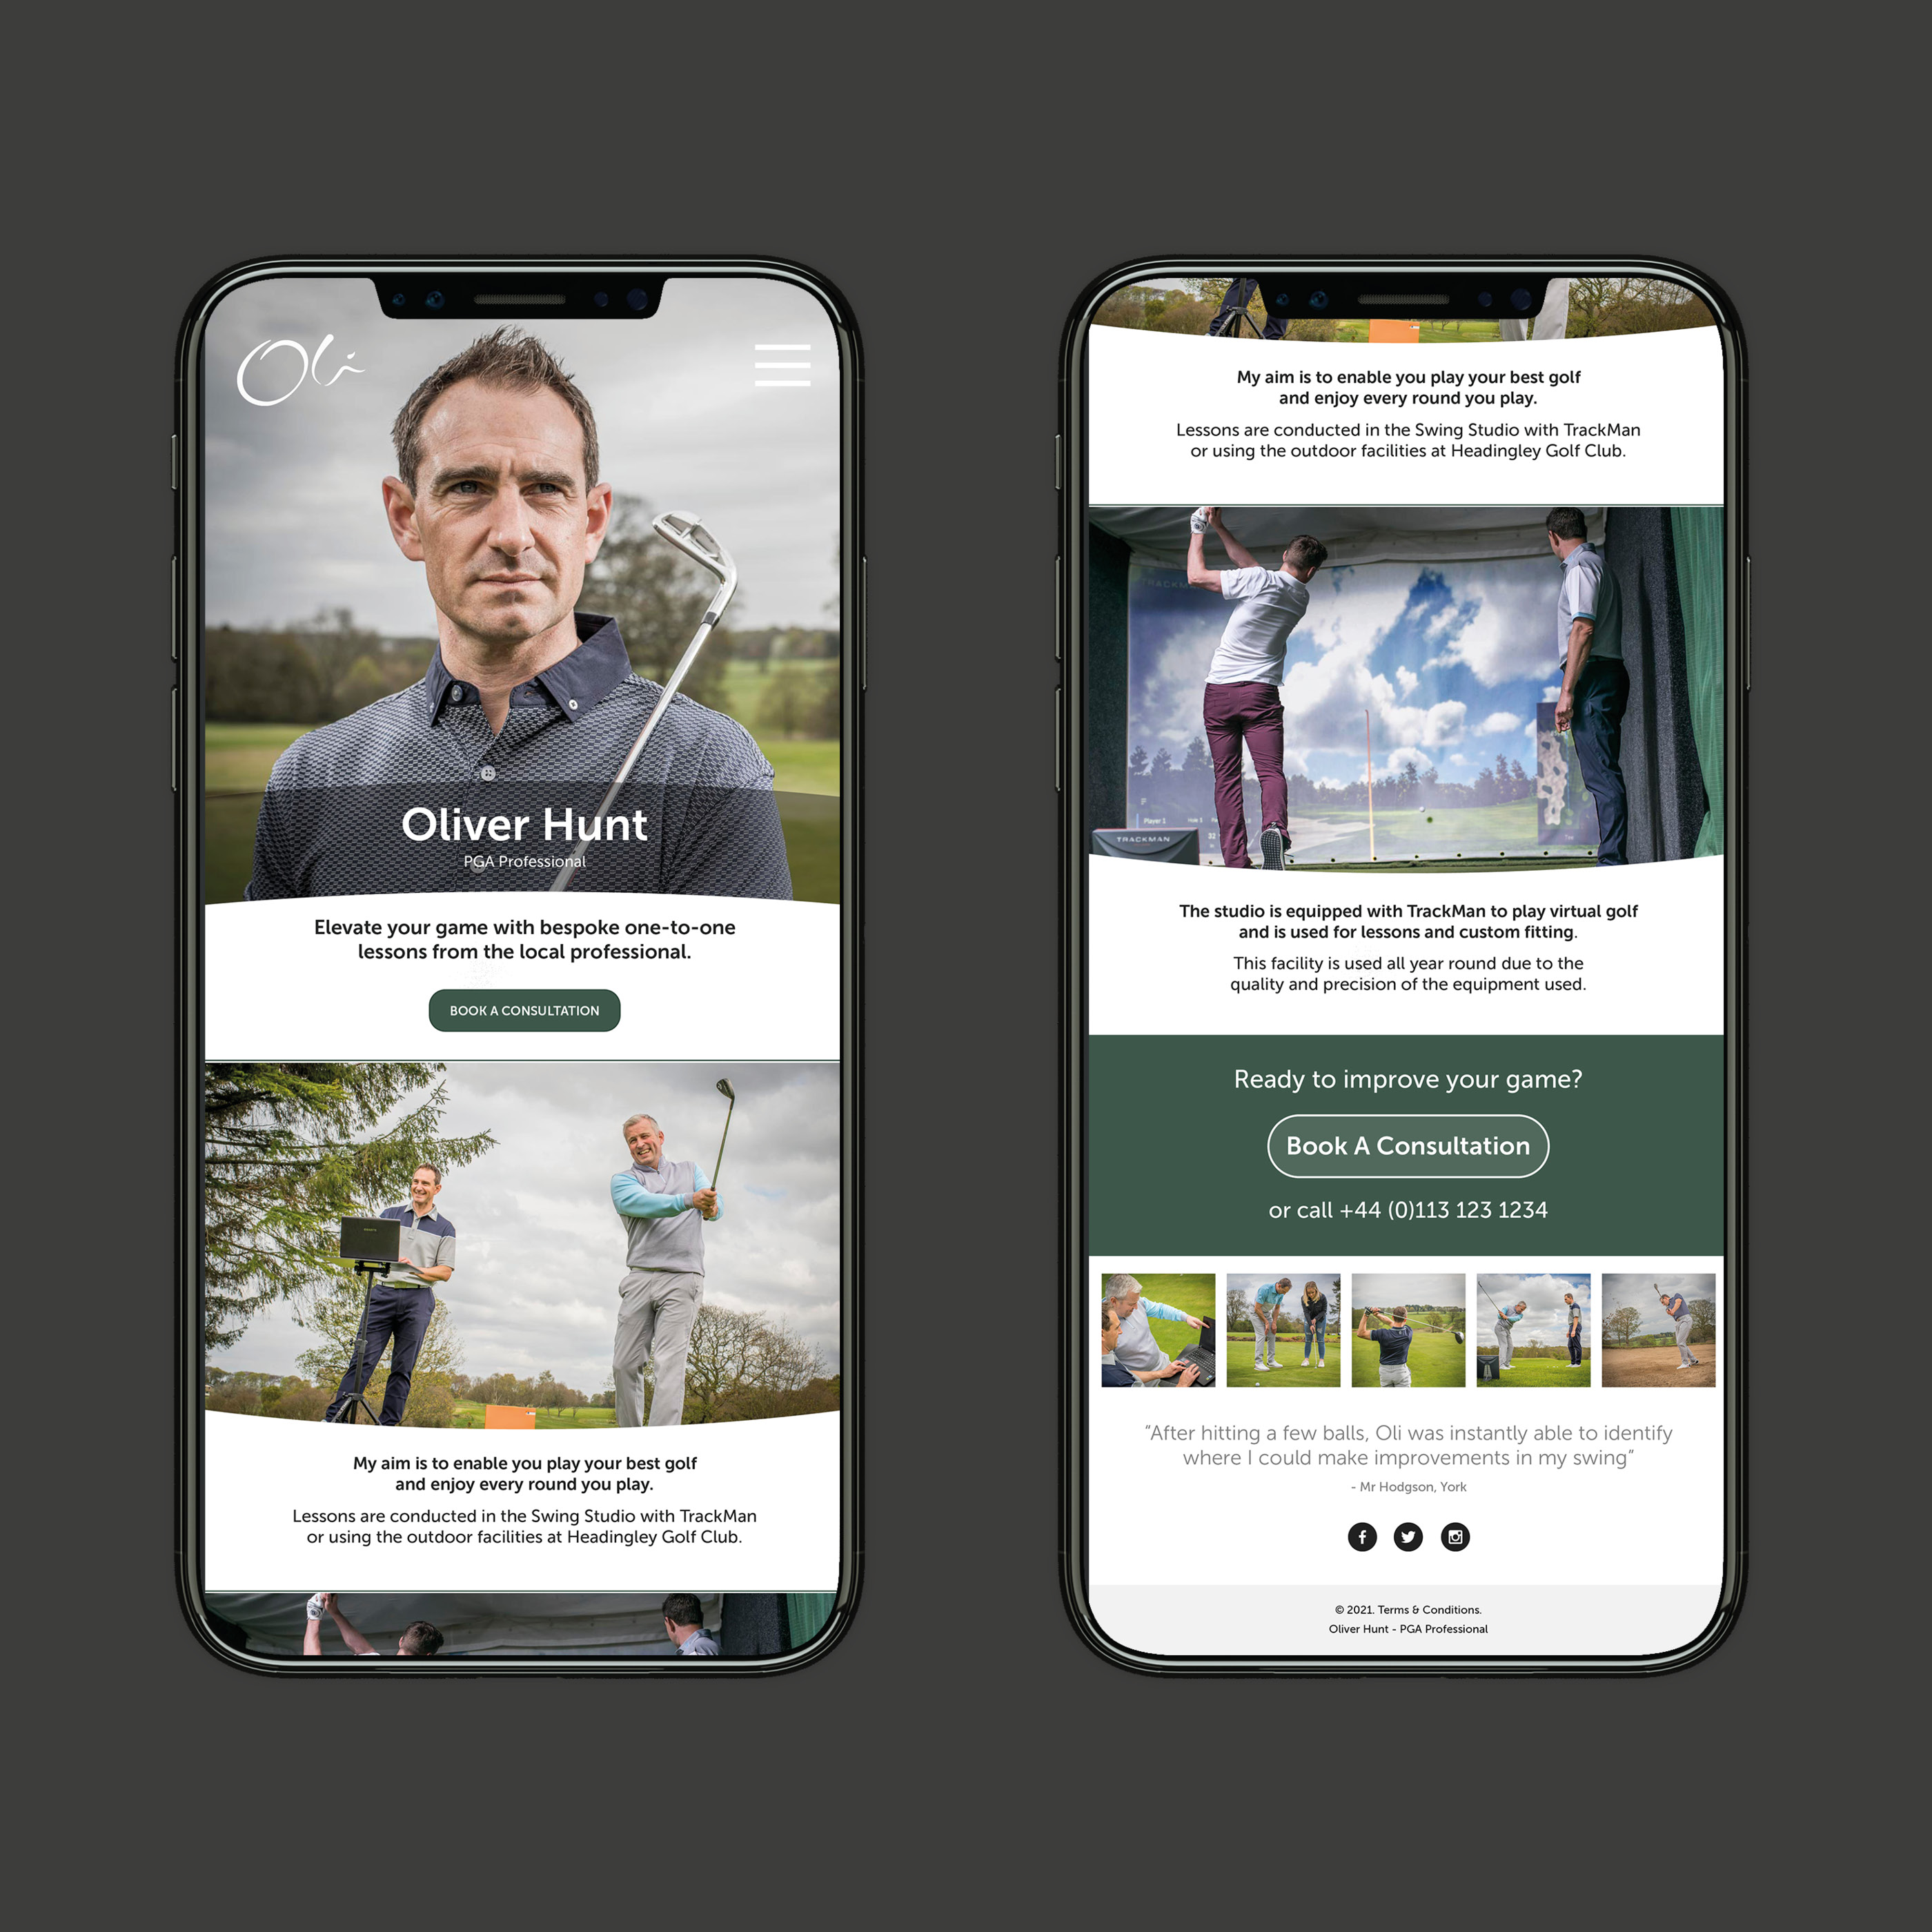 Oli
Oliver Hunt
PGA Professional
Elevate your game with bespoke one-to-one
lessons from the local professional.
BOOK A CONSULTATION
My aim is to enable you play your best golf
and enjoy every round you play.
Lessons are conducted in the Swing Studio with TrackMan
or using the outdoor facilities at Headingley Golf Club.
My aim is to enable you play your best golf
and enjoy every round you play.
Lessons are conducted in the Swing Studio with TrackMan
or using the outdoor facilities at Headingley Golf Club.
TRACKMAN
Player 1
32
TRACKMAN
The studio is equipped with TrackMan to play virtual golf
and is used for lessons and custom fitting.
This facility is used all year round due to the
quality and precision of the equipment used.
Ready to improve your game?
Book A Consultation
or call +44 (0)113 123 1234
“After hitting a few balls, Oli was instantly able to identify
where I could make improvements in my swing”
- Mr Hodgson, York
© 2021. Terms & Conditions.
Oliver Hunt - PGA Professional